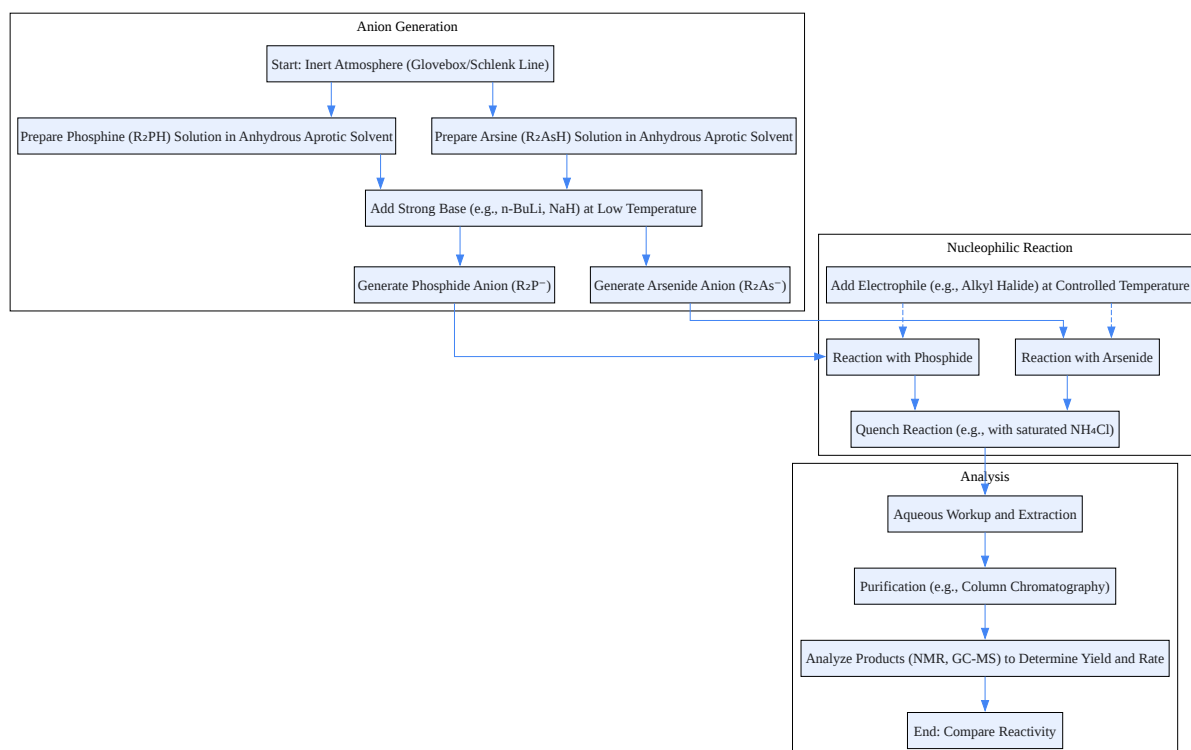 Anion Generation
Start: Inert Atmosphere (Glovebox/Schlenk Line)
Prepare Phosphine (R₂PH) Solution in Anhydrous Aprotic Solvent
Prepare Arsine (R₂AsH) Solution in Anhydrous Aprotic Solvent
Add Strong Base (e.g., n-BuLi, NaH) at Low Temperature
Generate Phosphide Anion (R₂P⁻)
Generate Arsenide Anion (R₂As⁻)
Nucleophilic Reaction
Add Electrophile (e.g., Alkyl Halide) at Controlled Temperature
Reaction with Phosphide
Reaction with Arsenide
Quench Reaction (e.g., with saturated NH₄Cl)
Analysis
Aqueous Workup and Extraction
Purification (e.g., Column Chromatography)
Analyze Products (NMR, GC-MS) to Determine Yield and Rate
End: Compare Reactivity